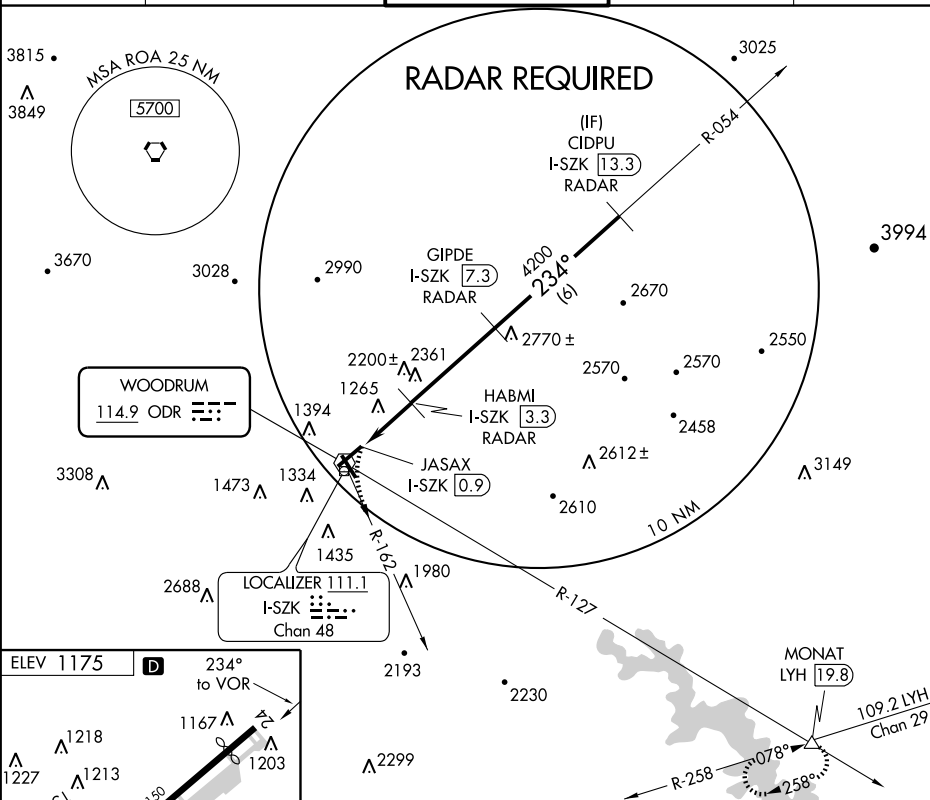 3815
3849
MSA ROA 25 NM
5700
RADAR REQUIRED
3025
(IF)
CIDPU
I-SZK 13.3
RADAR
R-054
3994
3670
3028
2990
GIPDE
I-SZK 7.3
RADAR
4200
234°
(6)
2670
2770 ±
2550
2200 ± 2361
2570
2570
WOODRUM
114.9 ODR
1265
1394
HABMI
I-SZK 3.3
RADAR
2458
2612 ±
3149
3308
1473
1334
JASAX
I-SZK 0.9
2610
10 NM
1435
R-162
1980
2688
LOCALIZER 111.1
I-SZK
Chan 48
R-127
2193
2230
MONAT
LYH 19.8
109.2 LYH
Chan 29
R-258
078°
258°
2299
ELEV 1175
D
234°
to VOR
1167
24
1203
1218
1227
1213
150